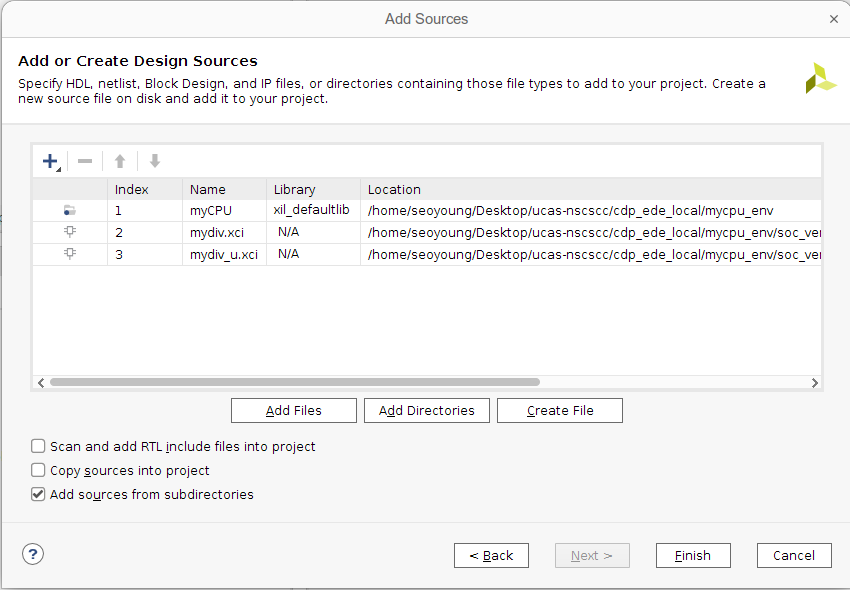 Add Sources
Add or Create Design Sources
Specify HDL, netlist, Block Design, and IP files, or directories containing those file types to add to your project. Create a
new source file on disk and add it to your project.
Index Name Library Location
1 myCPU xil_defaultlib /home/seoyoung/Desktop/ucas-nscscc/cdp_ede_local/mycpu_env
2 mydiv.xci N/A /home/seoyoung/Desktop/ucas-nscscc/cdp_ede_local/mycpu_env/soc_ver
3 mydiv_u.xci N/A /home/seoyoung/Desktop/ucas-nscscc/cdp_ede_local/mycpu_env/soc_ver
Add Files Add Directories Create File
Scan and add RTL include files into project
Copy sources into project
Add sources from subdirectories
? < Back Next > Finish Cancel